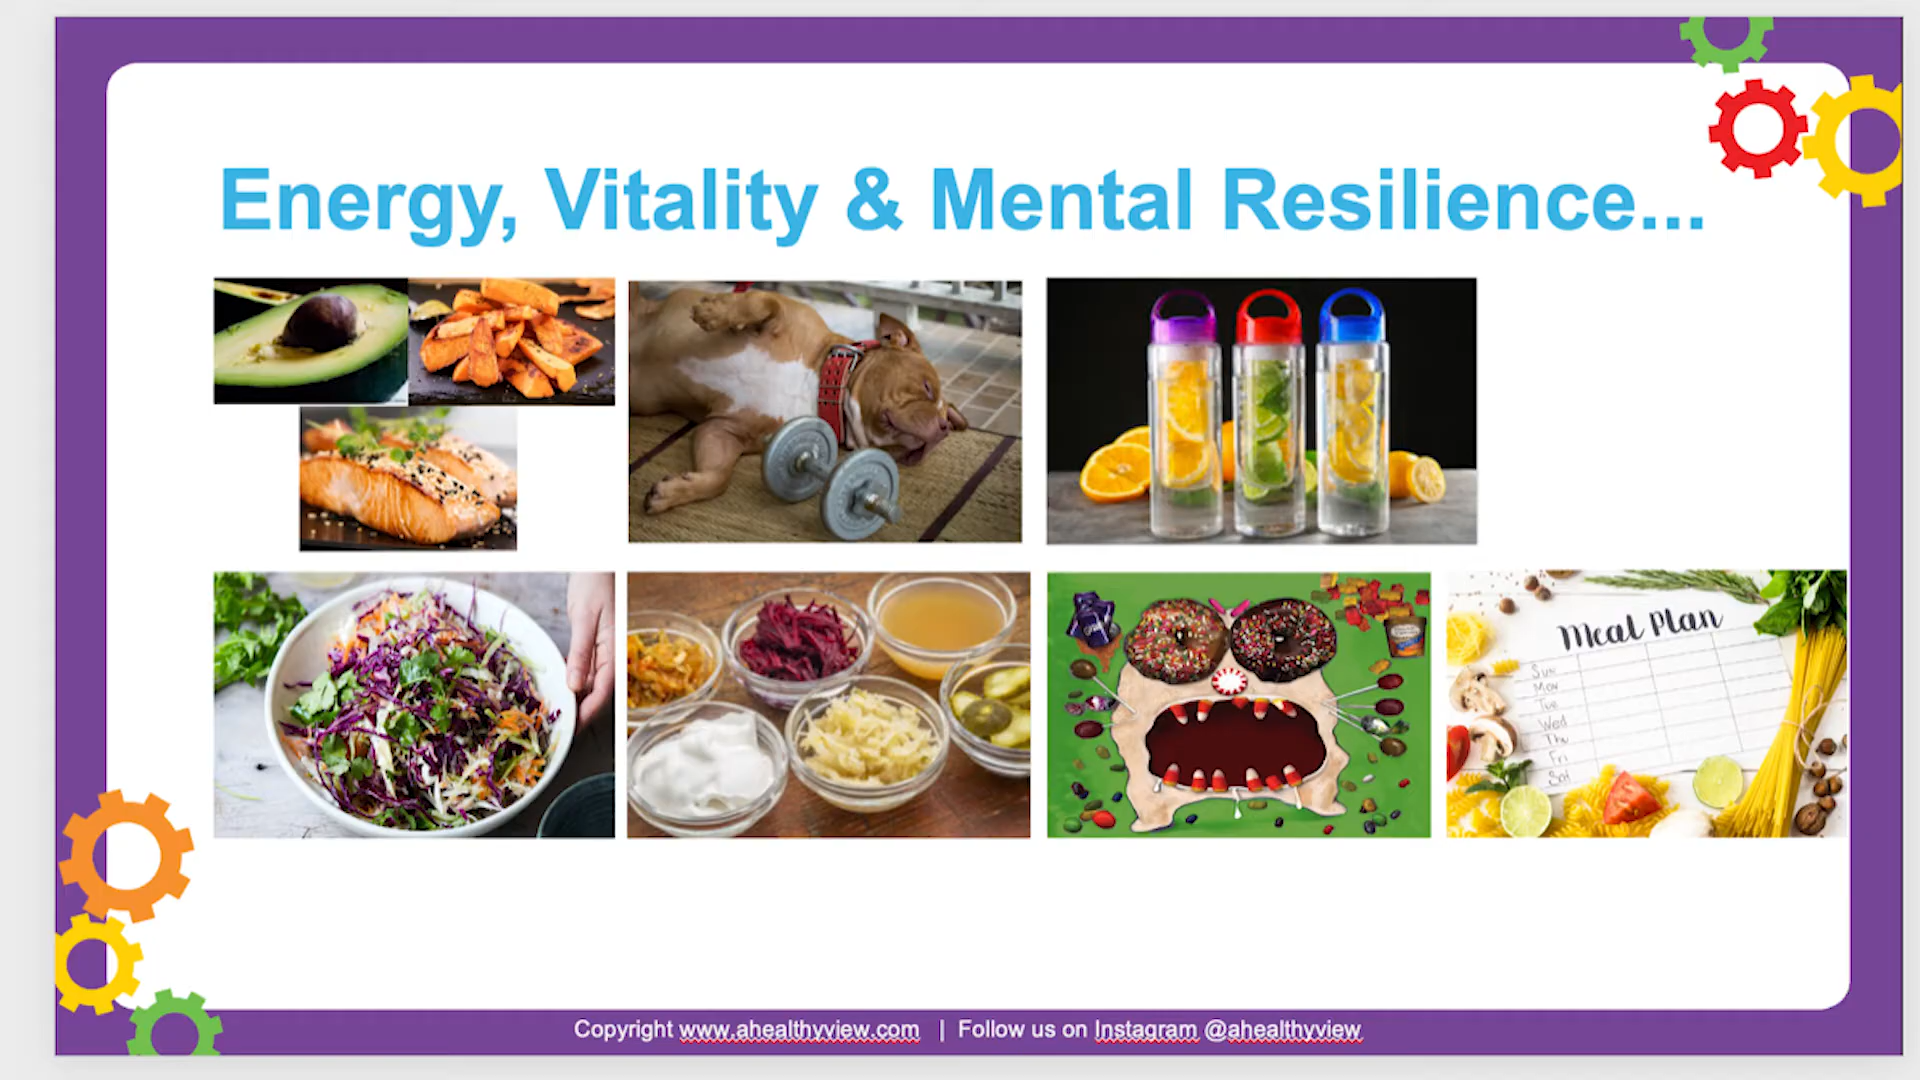 Energy, Vitality & Mental Resilience...
Meal Plan
Sun
Mon
Tue
Wed
Thu
Fri
Sat
Copyright www.ahealthyview.com | Follow us on Instagram @ahealthyview